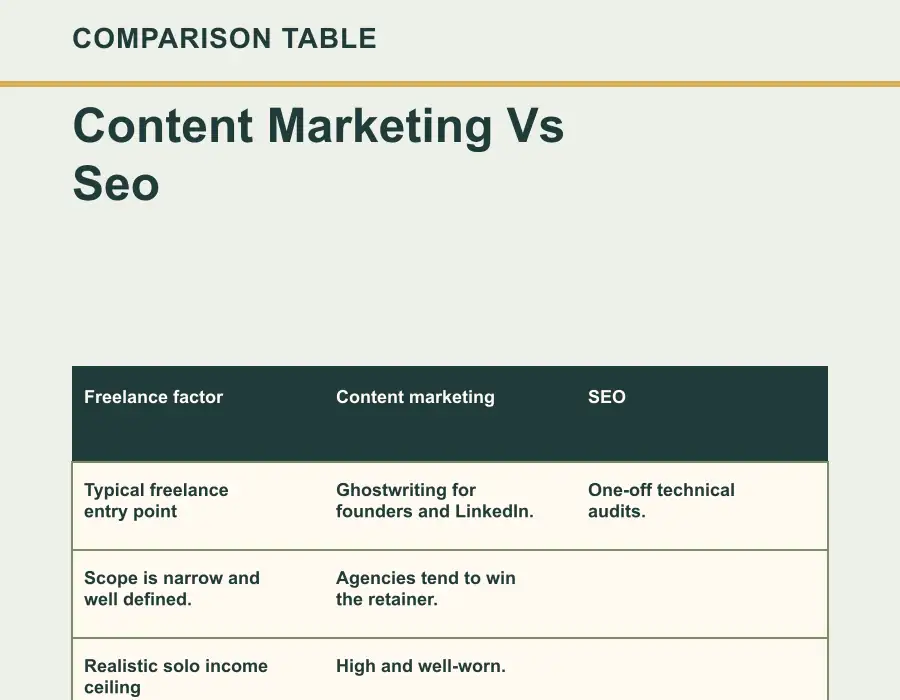 COMPARISON TABLE
Content Marketing Vs
Seo
Freelance factor
Content marketing
SEO
Typical freelance
entry point
Ghostwriting for
founders and LinkedIn.
One-off technical
audits.
Scope is narrow and
well defined.
Agencies tend to win
the retainer.
Realistic solo income
ceiling
High and well-worn.